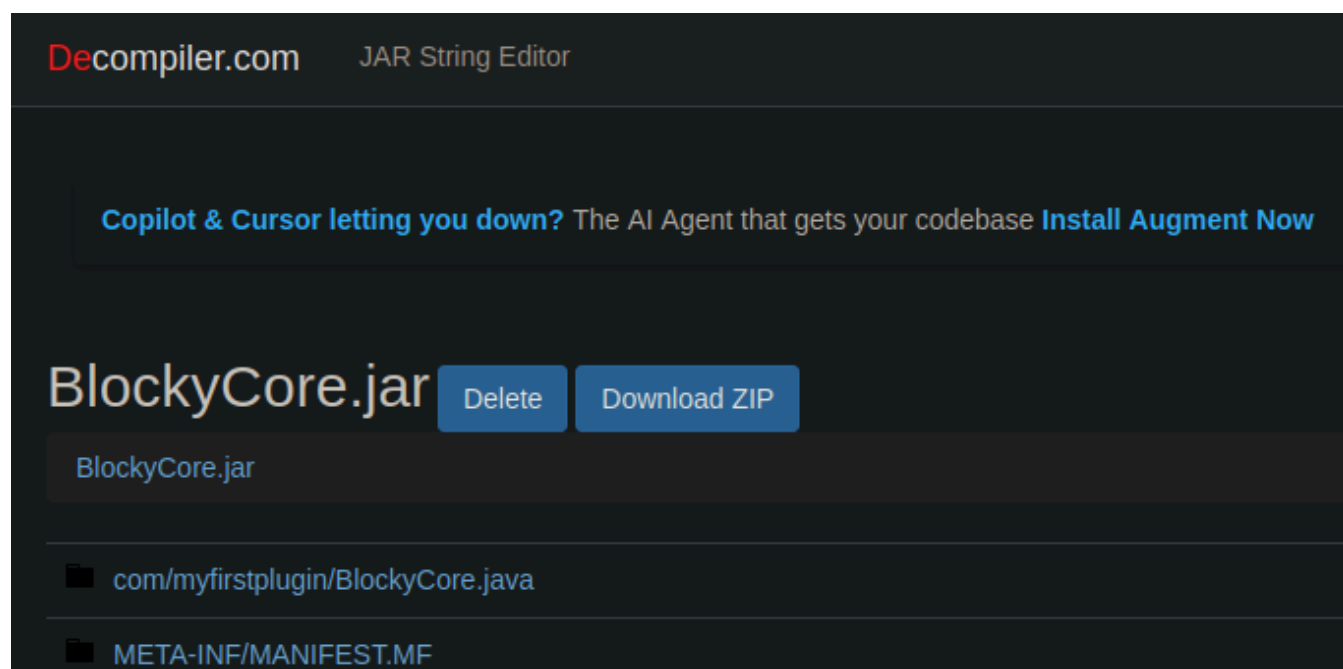 Decompiler.com JAR String Editor
Copilot & Cursor letting you down? The AI Agent that gets your codebase Install Augment Now
BlockyCore.jar Delete Download ZIP
BlockyCore.jar
com/myfirstplugin/BlockyCore.java
META-INF/MANIFEST.MF